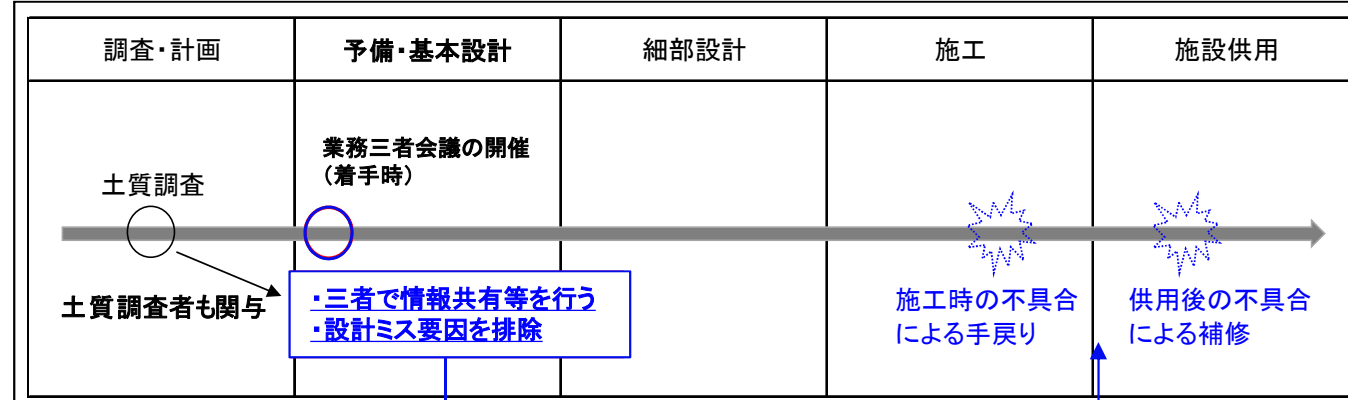 調査・計画
予備・基本設計
細部設計
施工
施設供用
業務三者会議の開催
（着手時）
土質調査
土質調査者も関与
・三者で情報共有等を行う
・設計ミス要因を排除
施工時の不具合
による手戻り
供用後の不具合
による補修